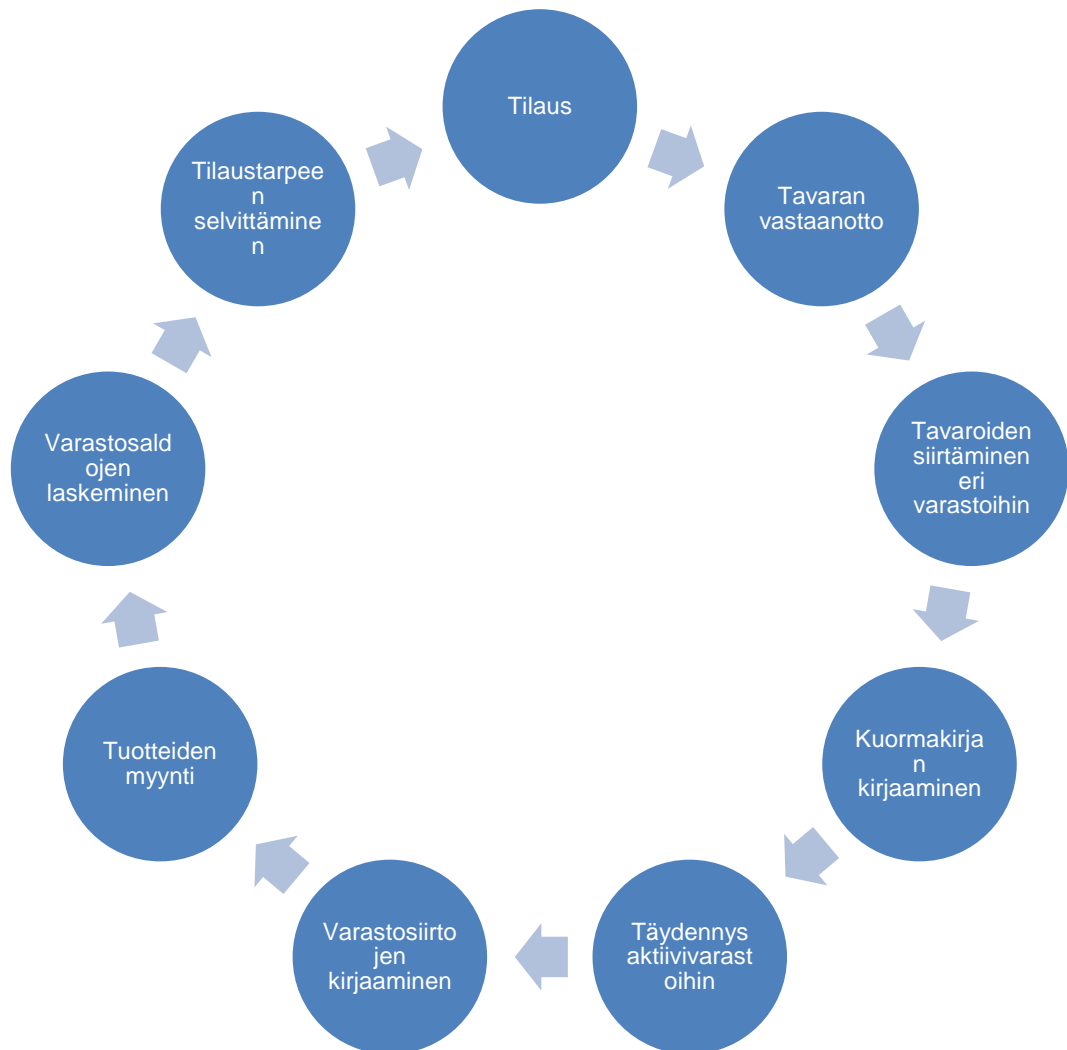 Tilaus
Tavaran
vastaanotto
Tavaroiden
siirtäminen
eri
varastoihin
Kuormakirja
n
kirjaaminen
Täydennys
aktiivivarast
oihin
Varastosiirto
jen
kirjaaminen
Tuotteiden
myynti
Varastosald
ojen
laskeminen
Tilaustarpee
n
selvittämine
n